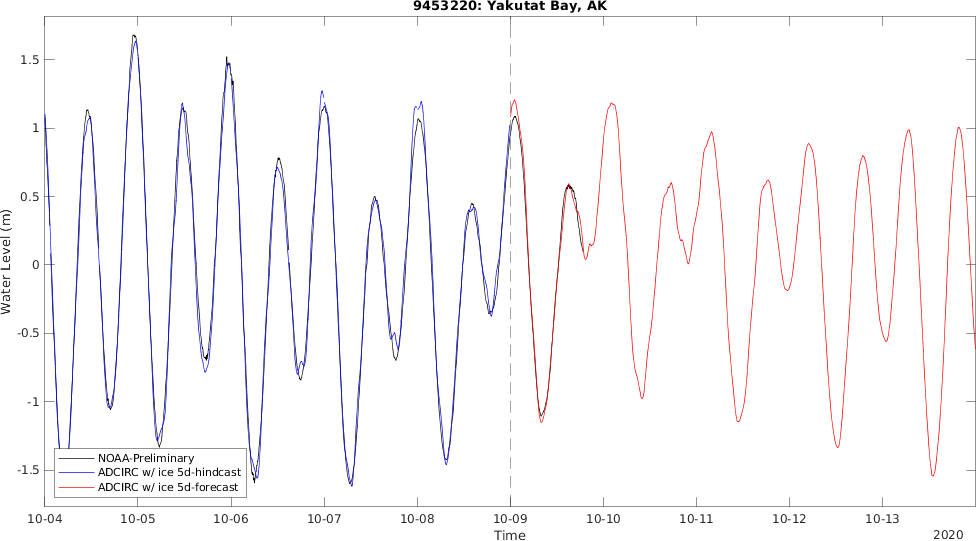 9453220: Yakutat Bay, AK
Water Level (m)
1.5
1
0.5
0
-0.5
-1
-1.5
NOAA-Preliminary
ADCIRC w/ ice 5d-hindcast
ADCIRC w/ ice 5d-forecast
10-04 10-05 10-06 10-07 10-08 10-09 10-10 10-11 10-12 10-13
Time
2020